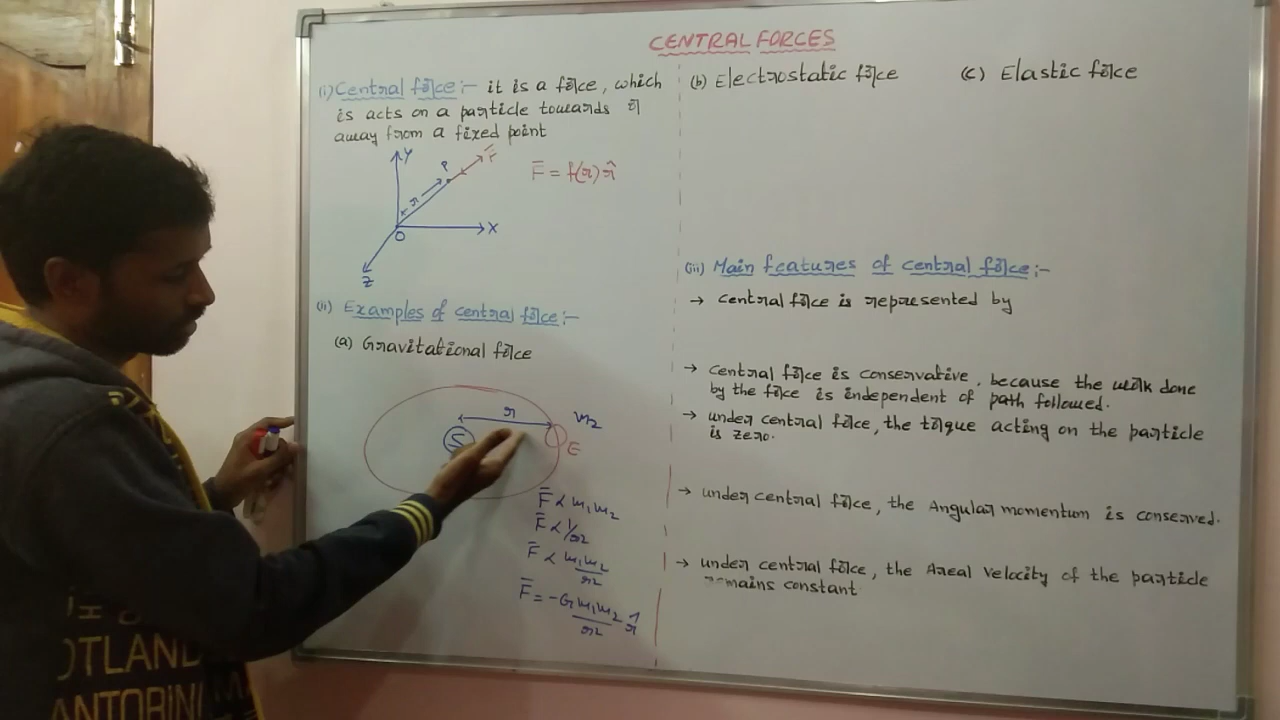 CENTRAL FORCES
(i) Central force :- it is a force, which
is acts on a particle towards or
away from a fixed point
Y
P
F̅
r
O
X
Z
F̅ = f(r) r̂
(ii) Examples of central force :-
(a) Gravitational force
r
m2
S
E
F̅ ∝ m1m2
F̅ ∝ 1/r2
F̅ ∝ m1m2/r2
F̅ = -G m1m2/r2 r̂
(b) Electrostatic force
(c) Elastic force
(iii) Main features of central force :-
→ central force is represented by
→ central force is conservative, because the work done
by the force is independent of path followed.
→ under central force, the torque acting on the particle
is zero.
→ under central force, the Angular momentum is conserved.
→ under central force, the Areal velocity of the particle
remains constant
OTLAND
ANTORINI